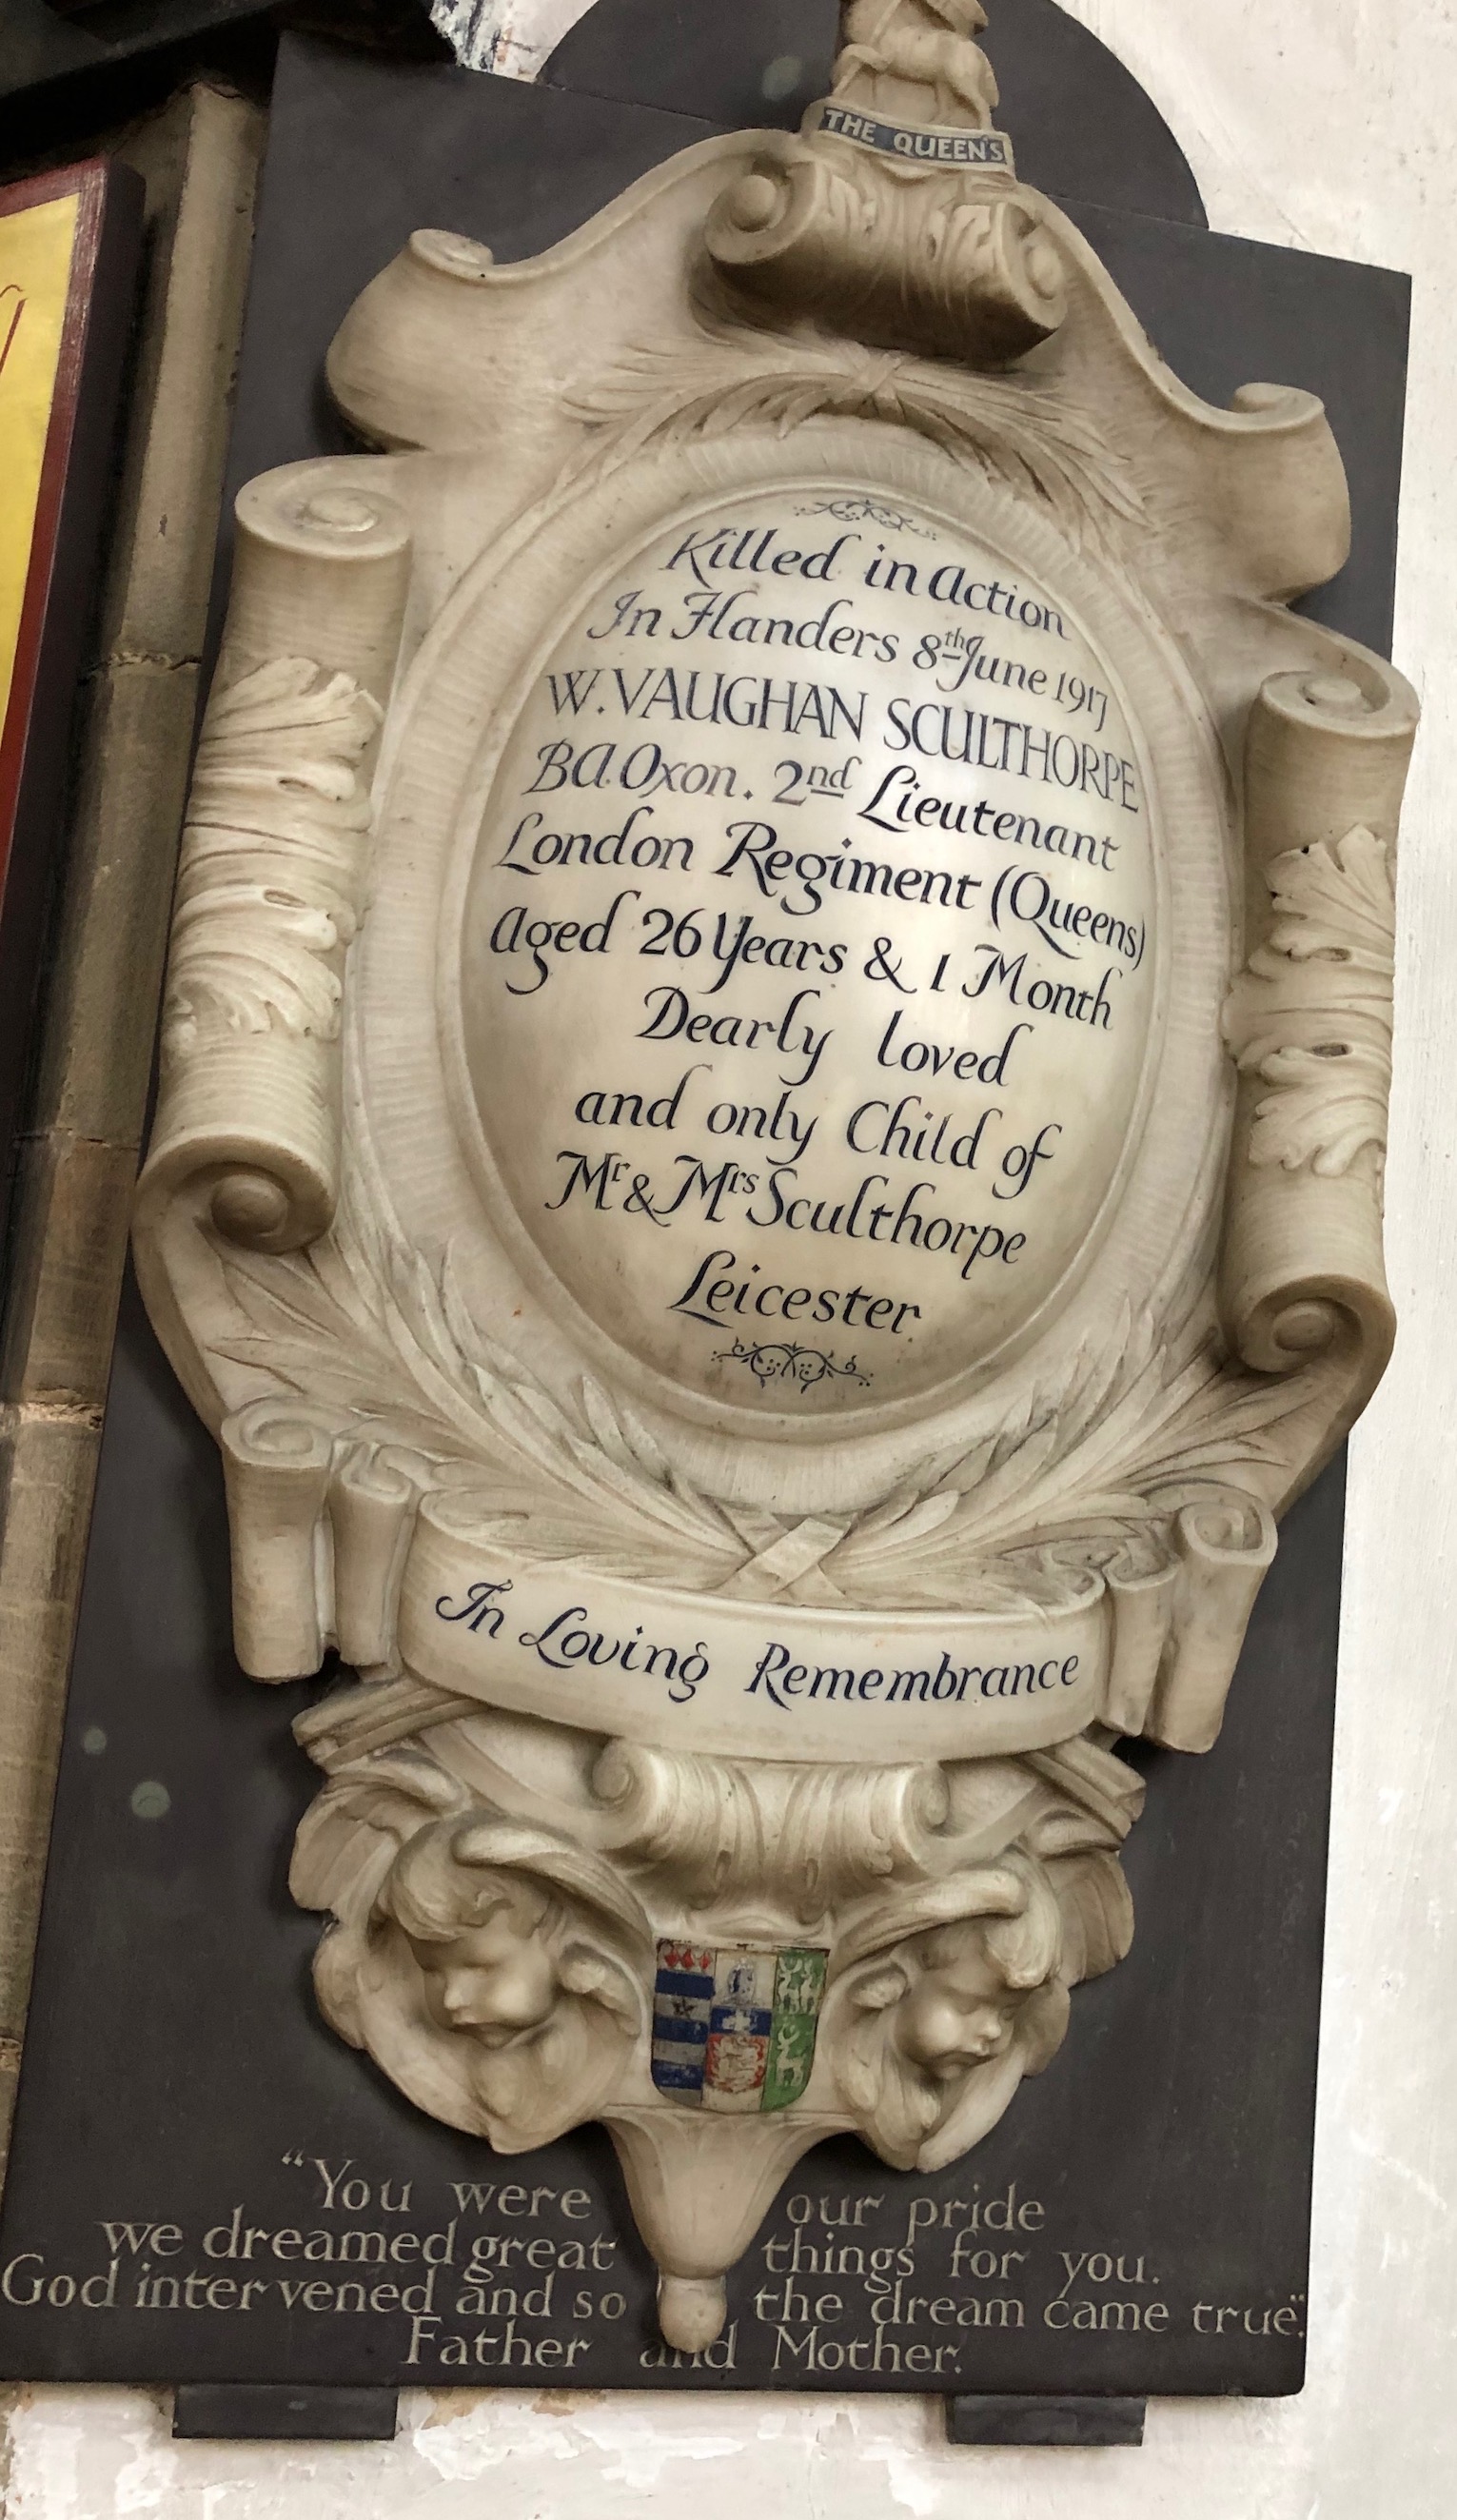 THE QUEEN'S
Killed in Action
In Flanders 8th June 1917
W. VAUGHAN SCULTHORPE
B.A. Oxon. 2nd Lieutenant
London Regiment (Queens)
Aged 26 Years & 1 Month
Dearly loved
and only Child of
Mr & Mrs Sculthorpe
Leicester
In Loving Remembrance
"You were our pride
we dreamed great things for you.
God intervened and so the dream came true".
Father and Mother.